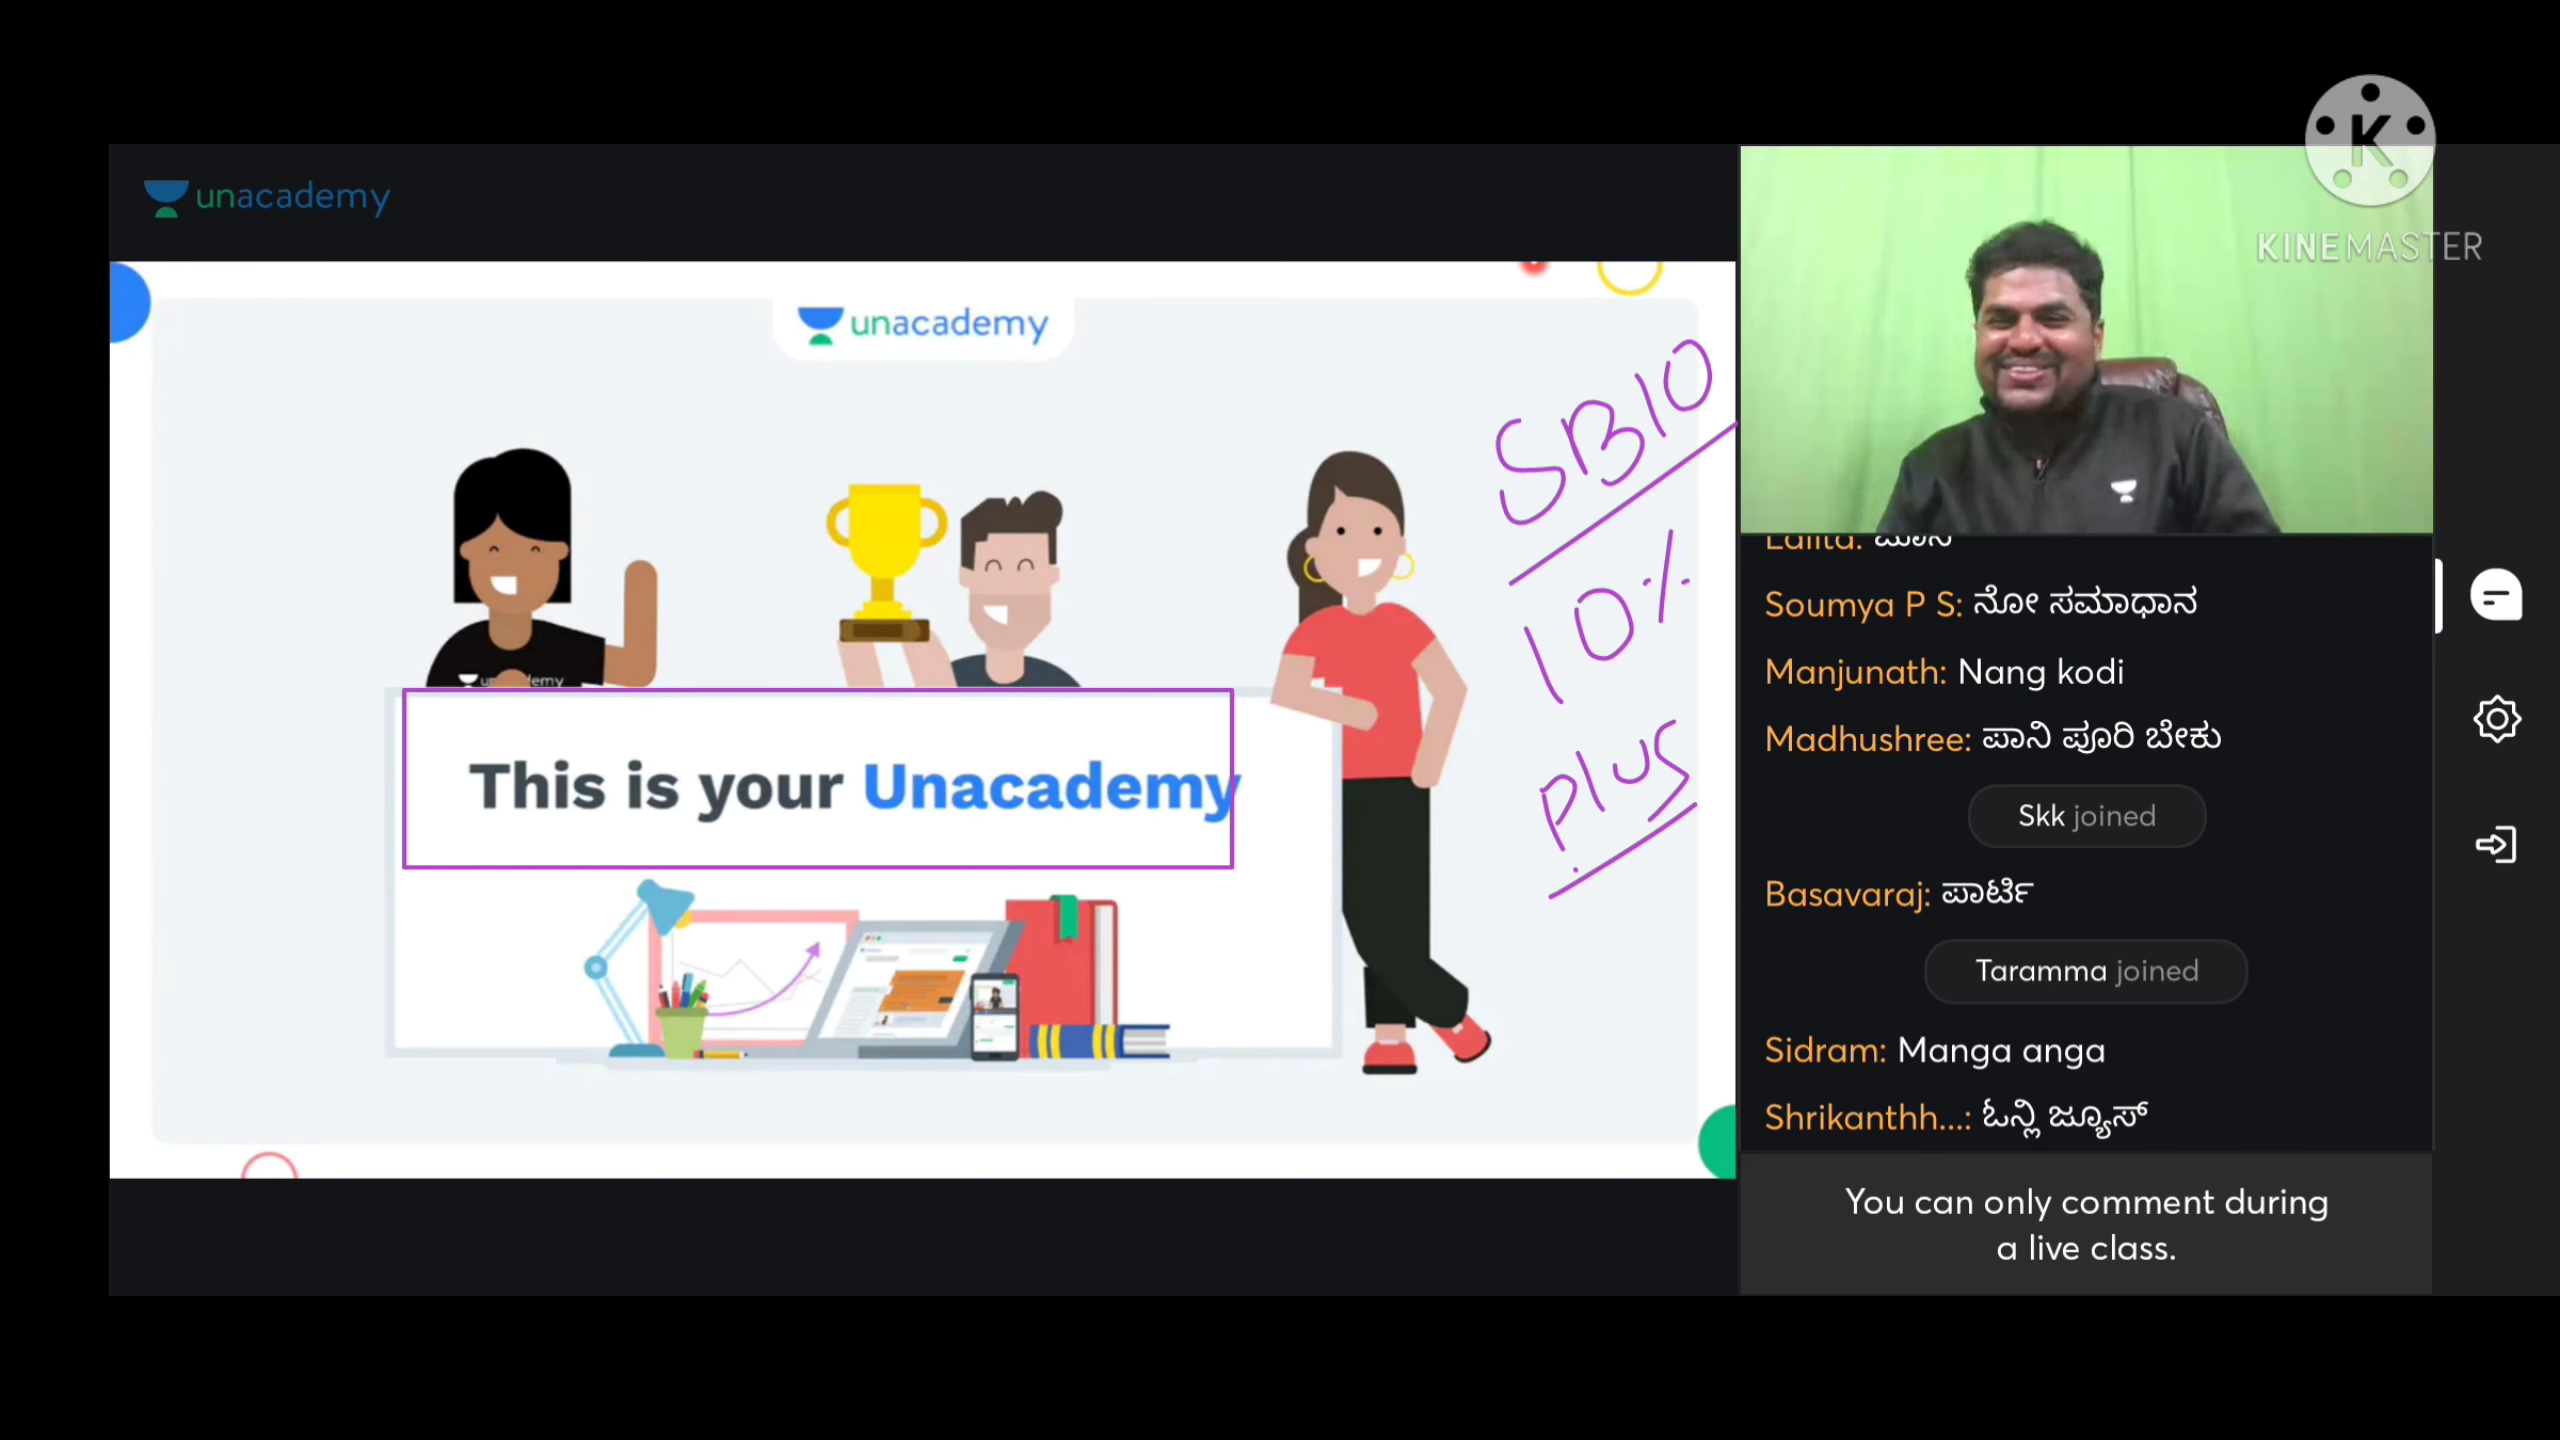 unacademy
unacademy
SB10
10%
plus
This is your Unacademy
KINEMASTER
Soumya P S: ನೋ ಸಮಾಧಾನ
Manjunath: Nang kodi
Madhushree: ಪಾನಿ ಪೂರಿ ಬೇಕು
Skk joined
Basavaraj: ಪಾರ್ಟಿ
Taramma joined
Sidram: Manga anga
Shrikanthh...: ಓನ್ಲಿ ಜ್ಯೂಸ್
You can only comment during
a live class.